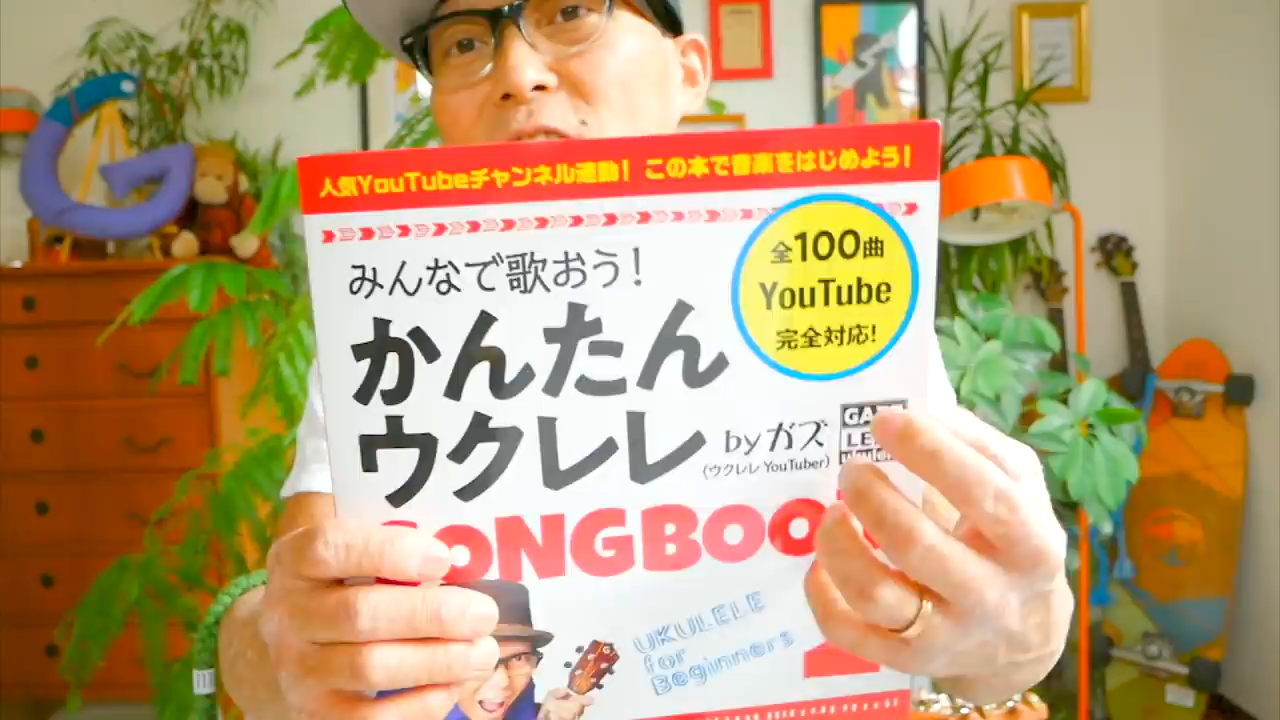 人気YouTubeチャンネル連動！ この本で音楽をはじめよう！
全100曲
YouTube
完全対応!
みんなで歌おう！
かんたん
ウクレレ
byガズ
(ウクレレ YouTuber)
UKULELE
for
Beginners
2